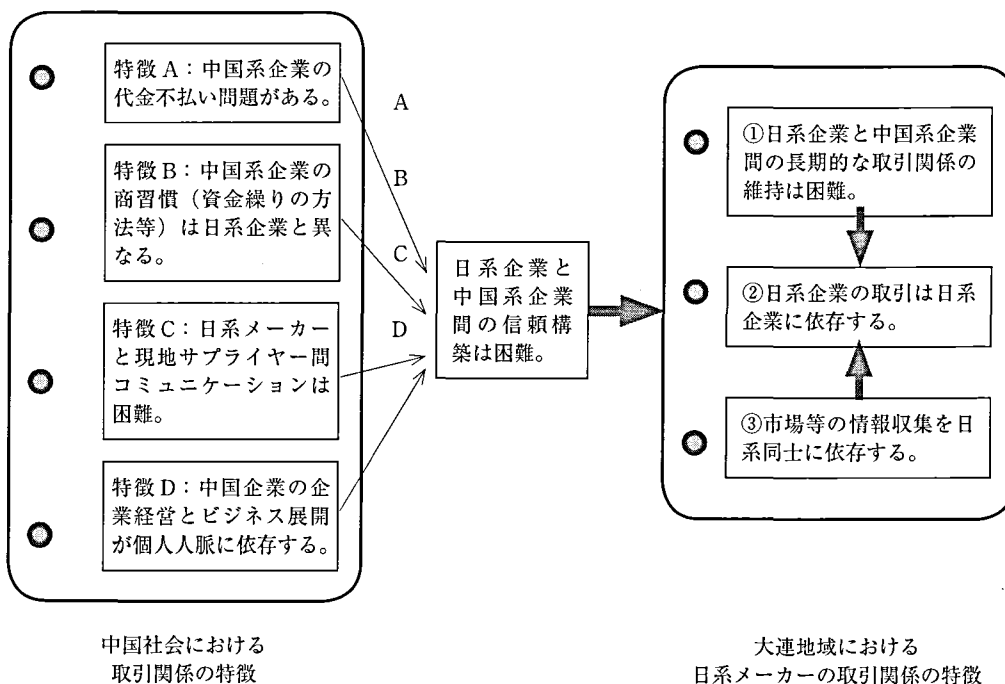 特徴A：中国系企業の
代金不払い問題がある。
特徴B：中国系企業の
商習慣（資金繰りの方
法等）は日系企業と異
なる。
特徴C：日系メーカー
と現地サプライヤー間
コミュニケーションは
困難。
特徴D：中国企業の企
業経営とビジネス展開
が個人人脈に依存する。
A
B
C
D
日系企業と
中国系企業
間の信頼構
築は困難。
①日系企業と中国系企業
間の長期的な取引関係の
維持は困難。
②日系企業の取引は日系
企業に依存する。
③市場等の情報収集を日
系同士に依存する。
中国社会における
取引関係の特徴
大連地域における
日系メーカーの取引関係の特徴